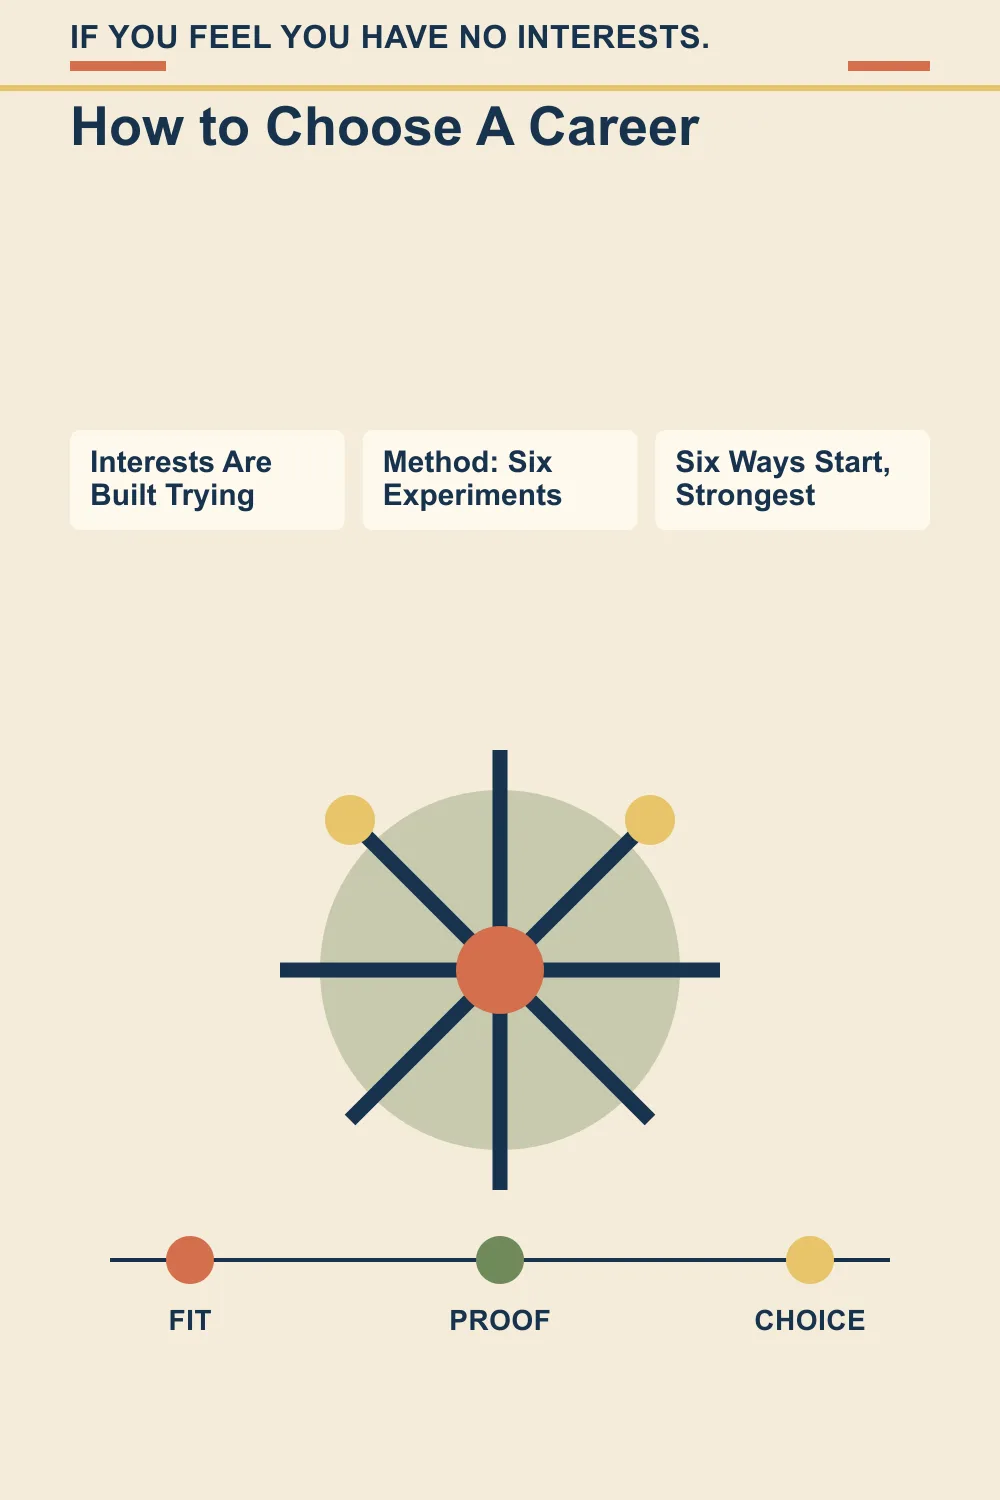 IF YOU FEEL YOU HAVE NO INTERESTS.
How to Choose A Career
Interests Are
Built Trying
Method: Six
Experiments
Six Ways Start,
Strongest
FIT
PROOF
CHOICE